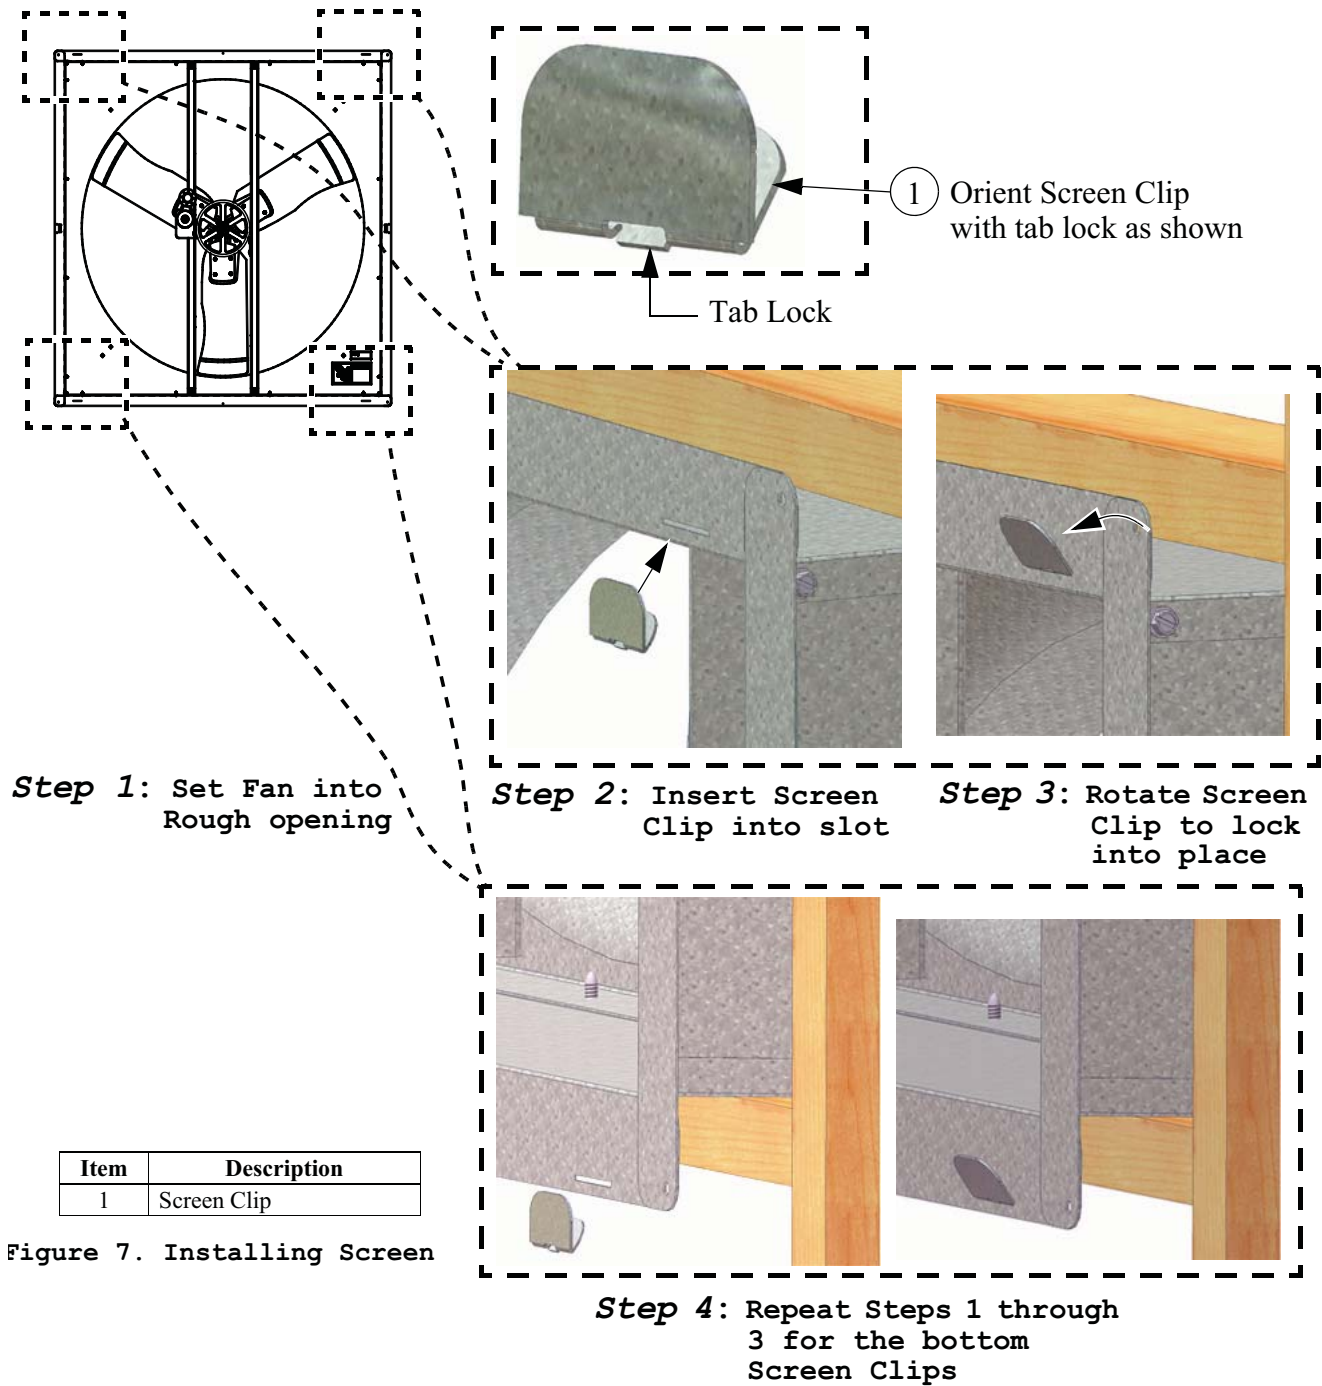 1
Orient Screen Clip
with tab lock as shown
Tab Lock
Step 1: Set Fan into
Rough opening
Step 2: Insert Screen
Clip into slot
Step 3: Rotate Screen
Clip to lock
into place
Item Description
1 Screen Clip
Figure 7. Installing Screen
Step 4: Repeat Steps 1 through
3 for the bottom
Screen Clips